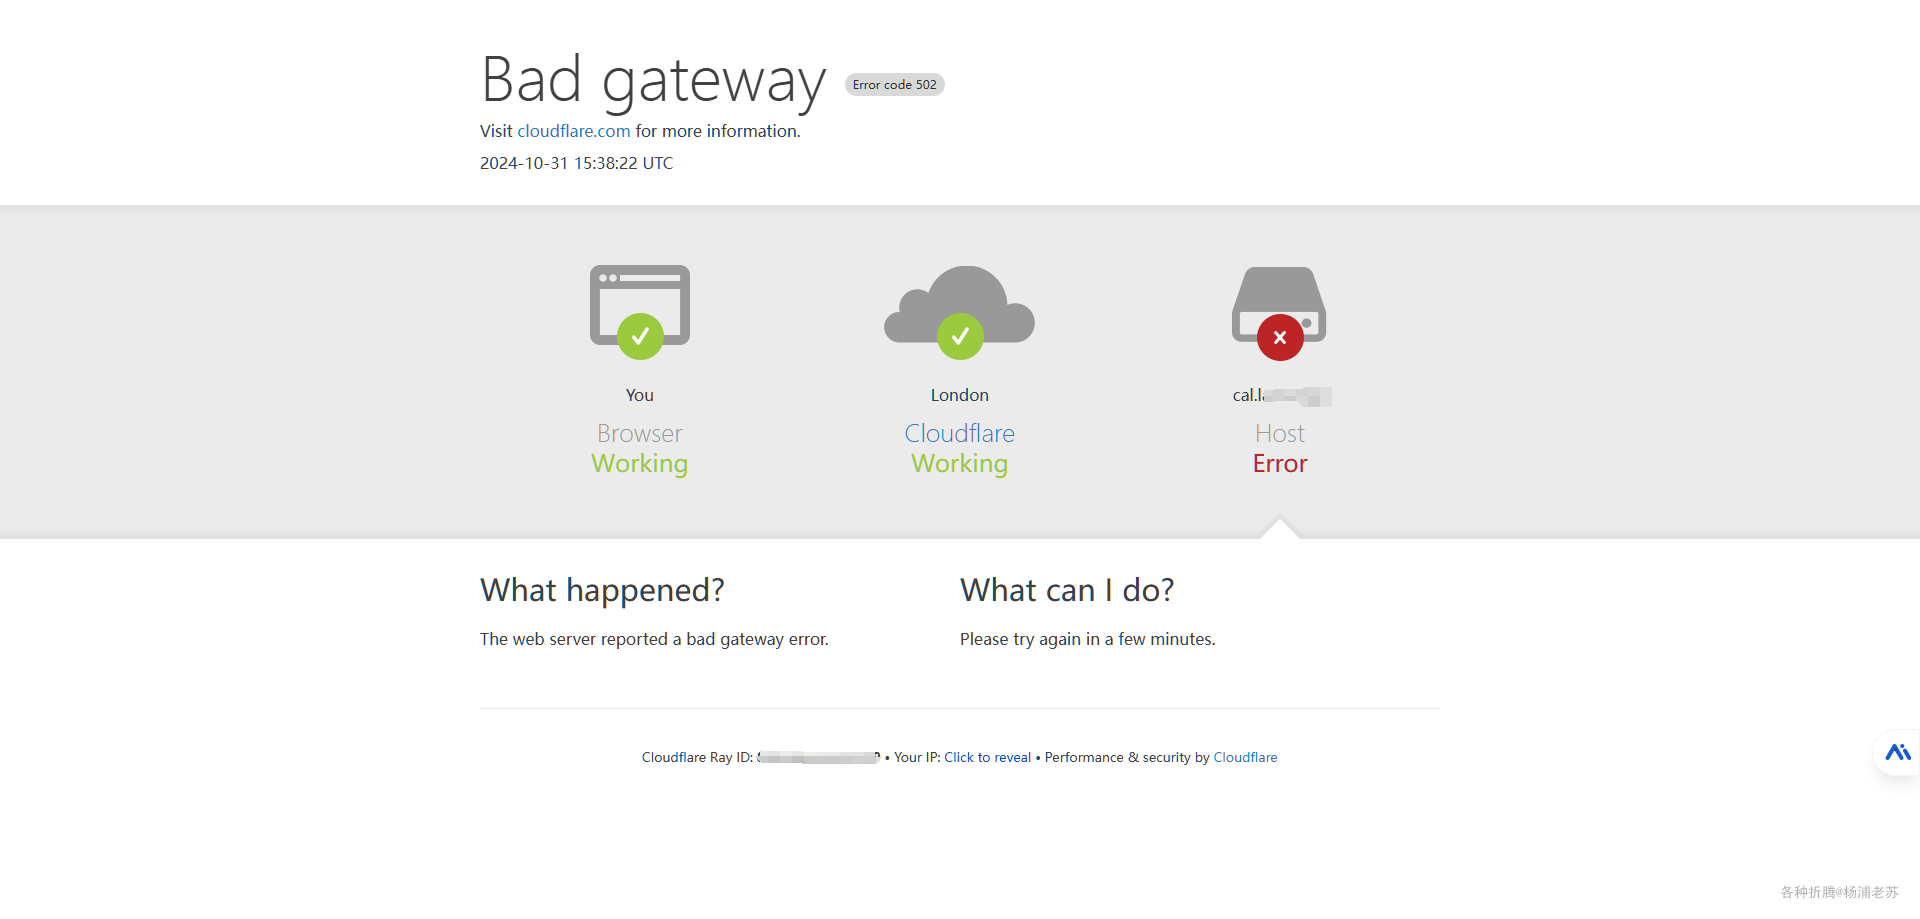 Bad gateway Error code 502
Visit cloudflare.com for more information.
2024-10-31 15:38:22 UTC
You
Browser
Working
London
Cloudflare
Working
cal.la
Host
Error
What happened?
The web server reported a bad gateway error.
What can I do?
Please try again in a few minutes.
Cloudflare Ray ID: • Your IP: Click to reveal • Performance & security by Cloudflare
各种折腾@杨浦老苏